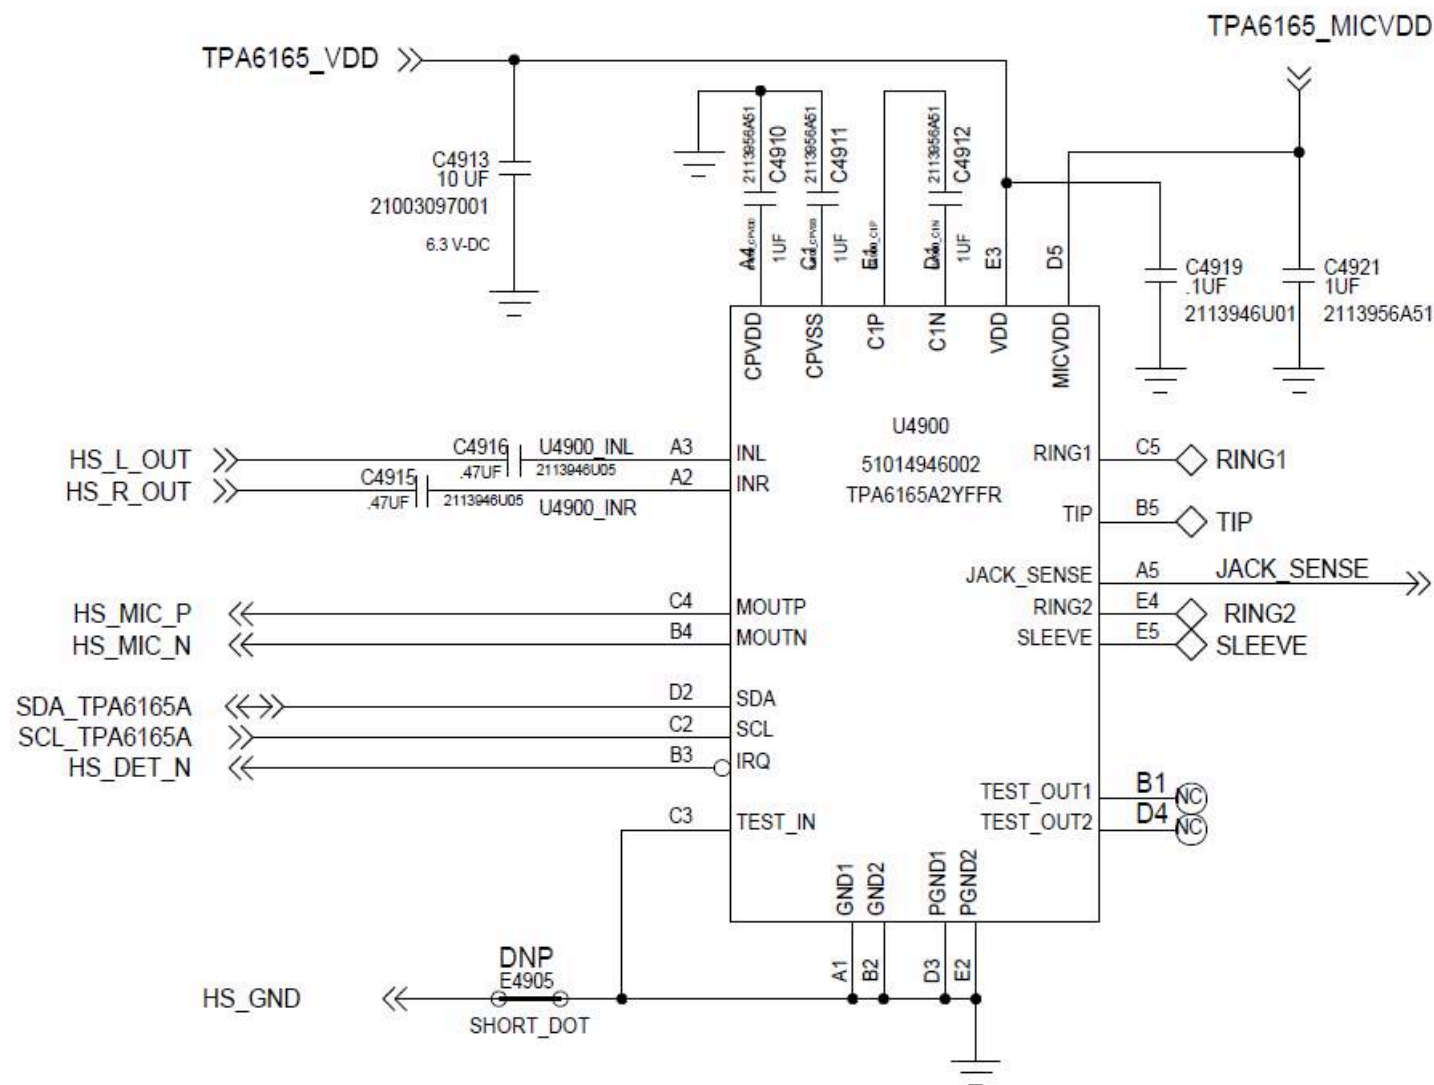 TPA6165_MICVDD
TPA6165_VDD
C4913
10 UF
21003097001
6.3 V-DC
2113956A51
C4910
1UF
A4
2113956A51
C4911
1UF
C1
E1
2113956A51
C4912
1UF
D1
E3
D5
C4919
.1UF
2113946U01
C4921
1UF
2113956A51
CPVDD
CPVSS
C1P
C1N
VDD
MICVDD
U4900
51014946002
TPA6165A2YFFR
HS_L_OUT
C4916
.47UF
U4900_INL
2113946U05
A3
INL
HS_R_OUT
C4915
.47UF
2113946U05
U4900_INR
A2
INR
RING1
C5
RING1
TIP
B5
TIP
JACK_SENSE
A5
JACK_SENSE
HS_MIC_P
C4
MOUTP
RING2
E4
RING2
HS_MIC_N
B4
MOUTN
SLEEVE
E5
SLEEVE
SDA_TPA6165A
D2
SDA
SCL_TPA6165A
C2
SCL
HS_DET_N
B3
IRQ
C3
TEST_IN
TEST_OUT1
B1
NC
TEST_OUT2
D4
NC
GND1
GND2
PGND1
PGND2
A1
B2
D3
E2
DNP
E4905
HS_GND
SHORT_DOT